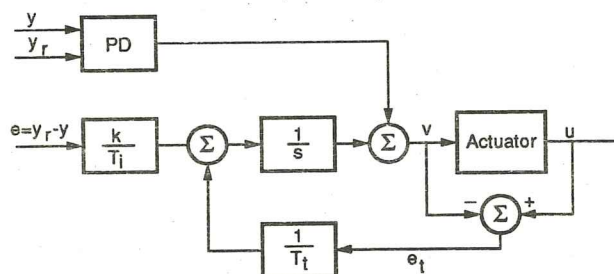 y
y_r
PD
e=y_r-y
k
T_i
Σ
1
s
Σ
v
Actuator
u
−
Σ
+
1
T_t
e_t